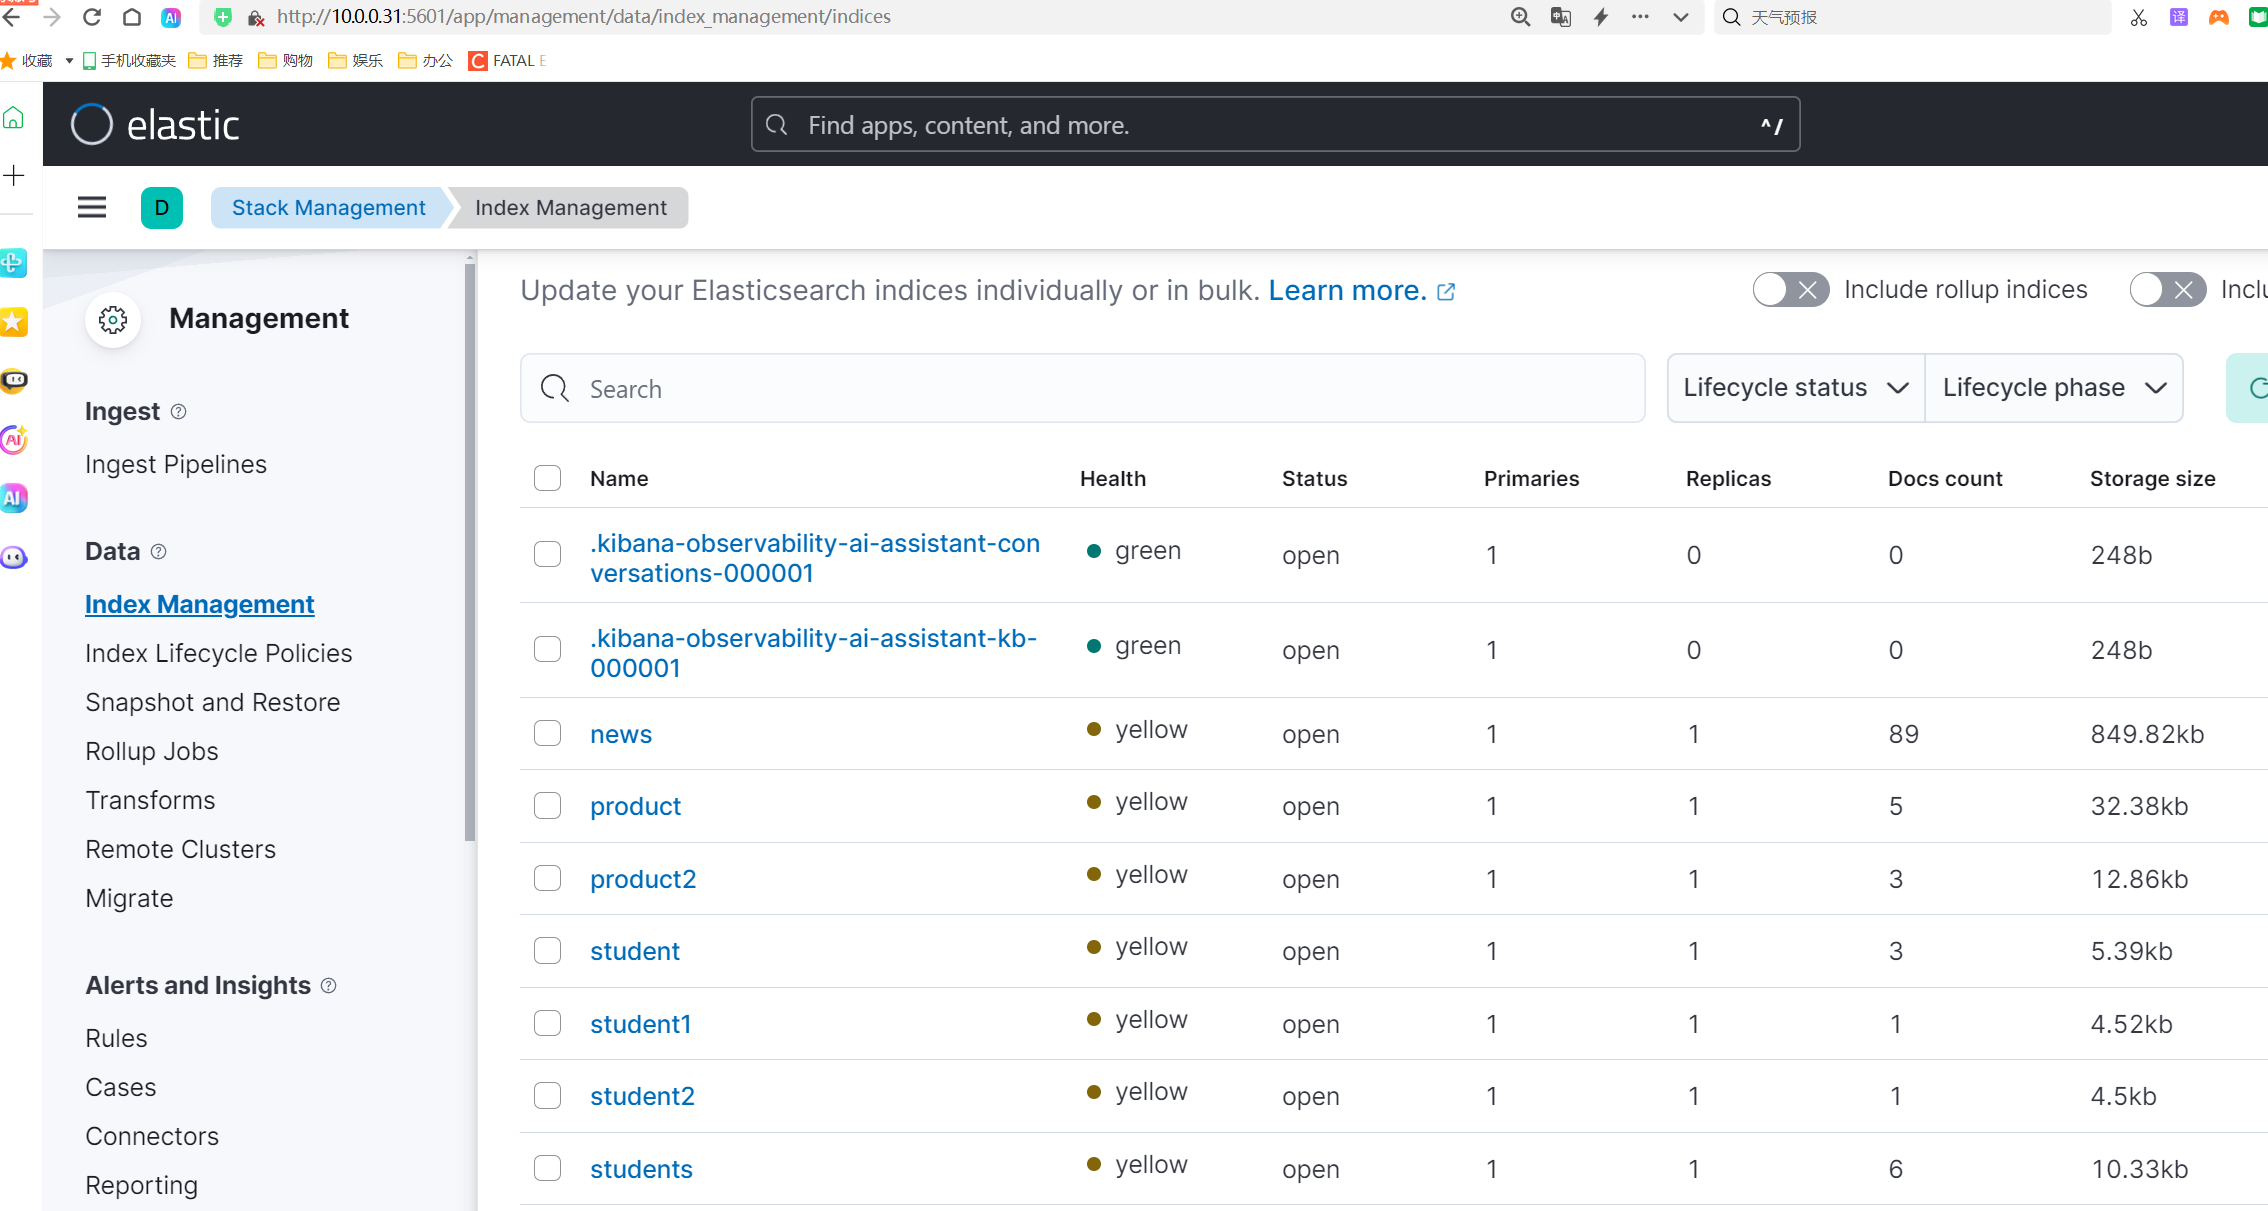 http://10.0.0.31:5601/app/management/data/index_management/indices
天气预报
译
收藏 手机收藏夹 推荐 购物 娱乐 办公 FATAL E
elastic
Find apps, content, and more. ^ /
D Stack Management Index Management
Management
Ingest
Ingest Pipelines
Data
Index Management
Index Lifecycle Policies
Snapshot and Restore
Rollup Jobs
Transforms
Remote Clusters
Migrate
Alerts and Insights
Rules
Cases
Connectors
Reporting
Update your Elasticsearch indices individually or in bulk. Learn more. Include rollup indices Inclu
Search Lifecycle status Lifecycle phase
Name Health Status Primaries Replicas Docs count Storage size
.kibana-observability-ai-assistant-con
versations-000001 green open 1 0 0 248b
.kibana-observability-ai-assistant-kb-
000001 green open 1 0 0 248b
news yellow open 1 1 89 849.82kb
product yellow open 1 1 5 32.38kb
product2 yellow open 1 1 3 12.86kb
student yellow open 1 1 3 5.39kb
student1 yellow open 1 1 1 4.52kb
student2 yellow open 1 1 1 4.5kb
students yellow open 1 1 6 10.33kb